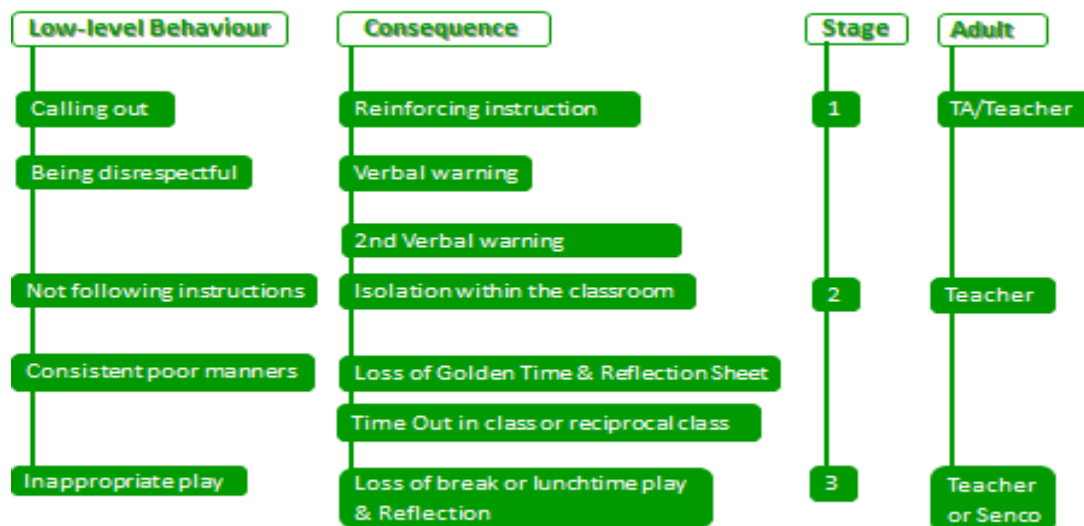 Low-level Behaviour
Consequence
Stage
Adult
Calling out
Reinforcing instruction
1
TA/Teacher
Being disrespectful
Verbal warning
2nd Verbal warning
Not following instructions
Isolation within the classroom
2
Teacher
Consistent poor manners
Loss of Golden Time & Reflection Sheet
Time Out in class or reciprocal class
Inappropriate play
Loss of break or lunchtime play
& Reflection
3
Teacher
or Senco